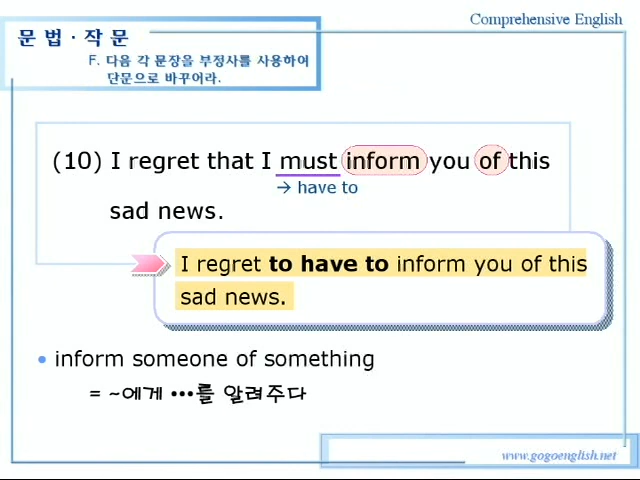 Comprehensive English
문 법 · 작 문
F. 다음 각 문장을 부정사를 사용하여
단문으로 바꾸어라.
(10) I regret that I must inform you of this
→ have to
sad news.
I regret to have to inform you of this
sad news.
• inform someone of something
= ~에게 •••를 알려주다
www.gogoenglish.net